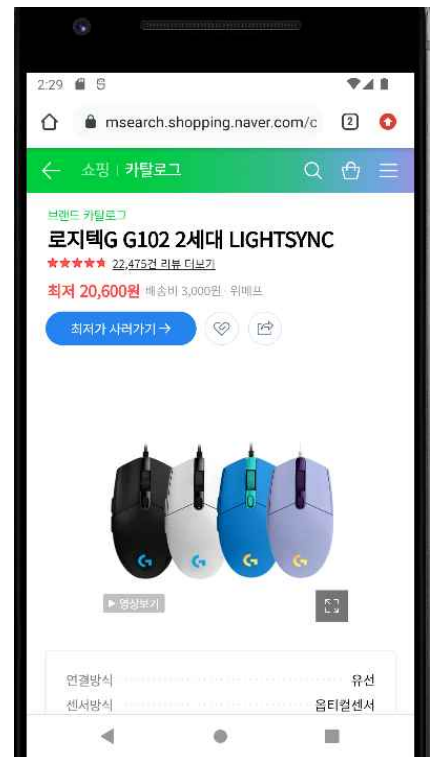 2:29
msearch.shopping.naver.com/c
2
쇼핑 | 카탈로그
브랜드 카탈로그
로지텍G G102 2세대 LIGHTSYNC
22,475건 리뷰 더보기
최저 20,600원 배송비 3,000원 · 위메프
최저가 사러가기 →
▶ 영상보기
연결방식 유선
센서방식 옵티컬센서